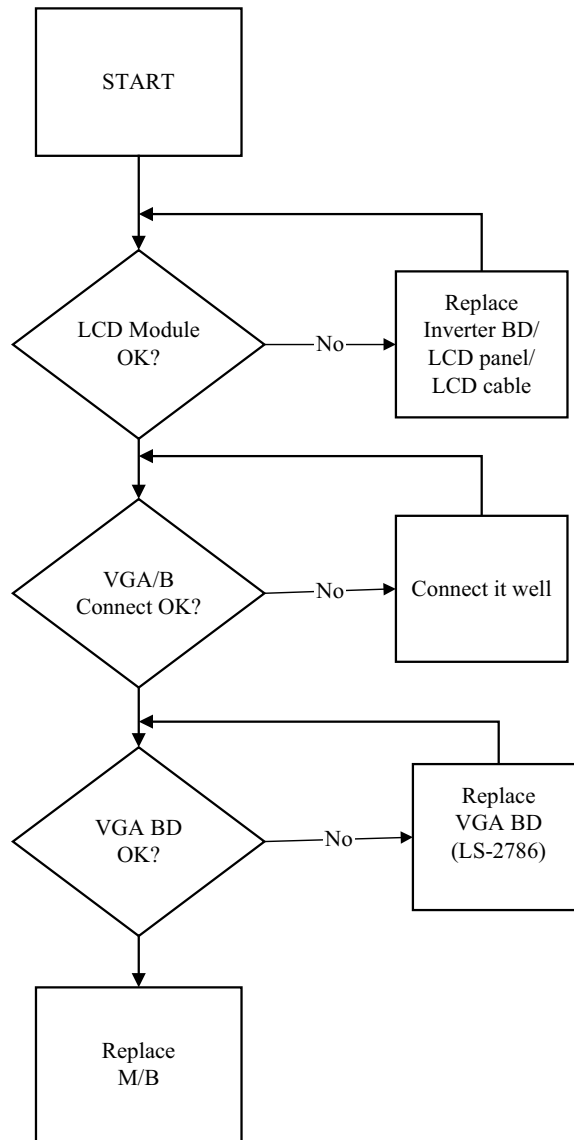 START
LCD Module
OK?
No
Replace
Inverter BD/
LCD panel/
LCD cable
VGA/B
Connect OK?
No
Connect it well
VGA BD
OK?
No
Replace
VGA BD
(LS-2786)
Replace
M/B